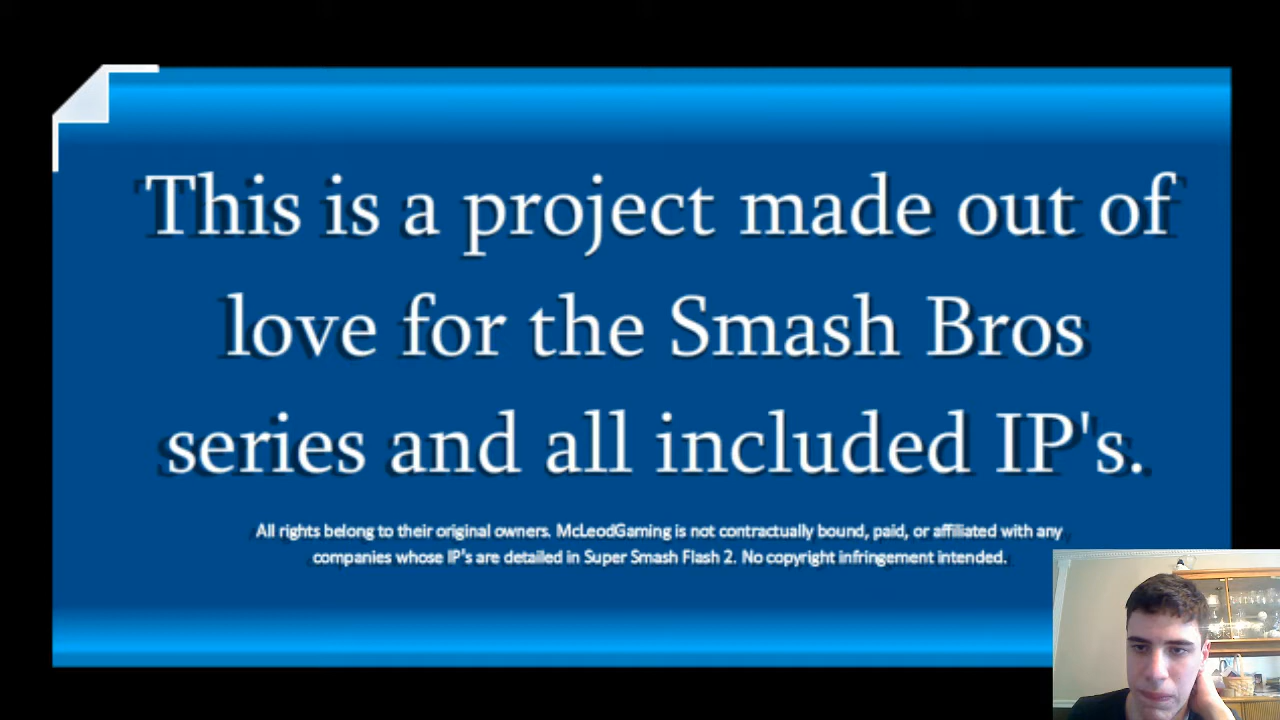 This is a project made out of
love for the Smash Bros
series and all included IP's.
All rights belong to their original owners. McLeodGaming is not contractually bound, paid, or affiliated with any
companies whose IP's are detailed in Super Smash Flash 2. No copyright infringement intended.